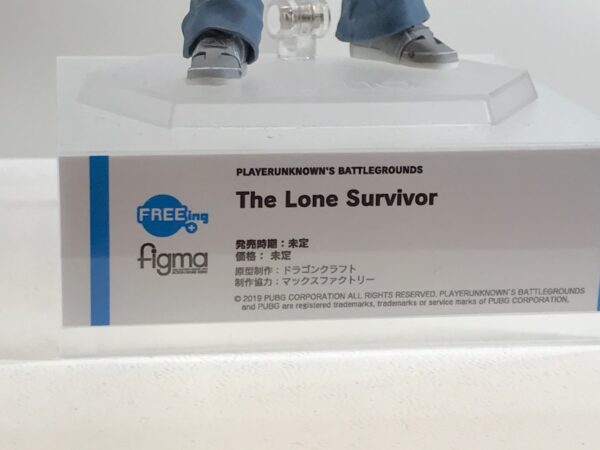 PLAYERUNKNOWN'S BATTLEGROUNDS
The Lone Survivor
FREEing
figma
発売時期：未定
価格： 未定
原型制作：ドラゴンクラフト
制作協力：マックスファクトリー
© 2019 PUBG CORPORATION ALL RIGHTS RESERVED. PLAYERUNKNOWN'S BATTLEGROUNDS
and PUBG are registered trademarks, trademarks or service marks of PUBG CORPORATION.